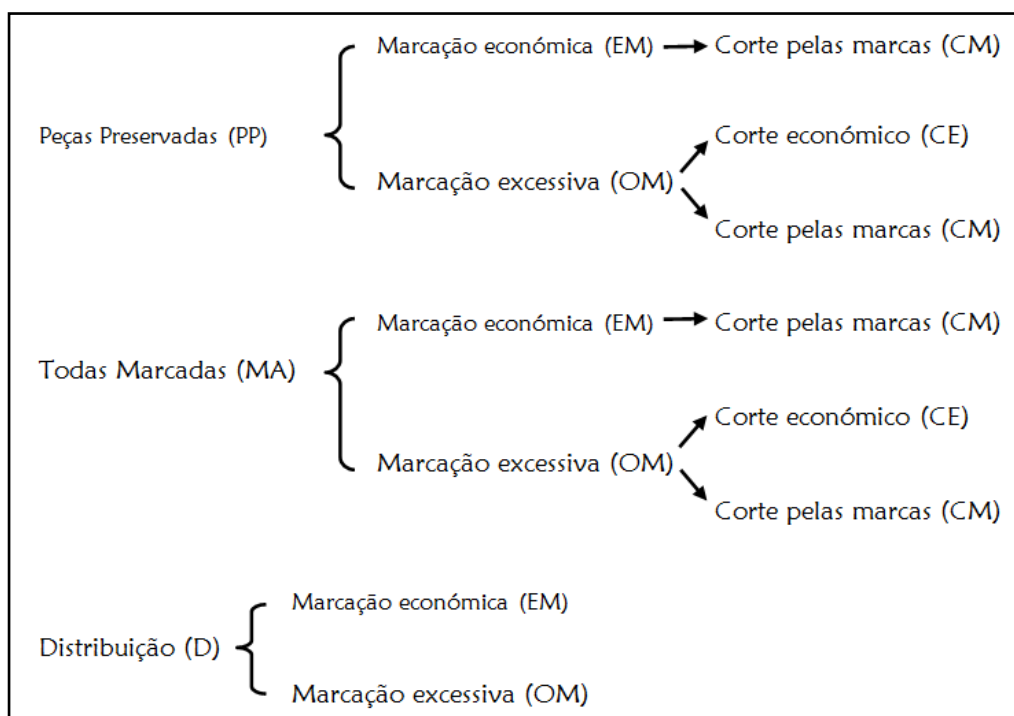 Marcação económica (EM) Corte pelas marcas (CM)
Peças Preservadas (PP)
Corte económico (CE)
Marcação excessiva (OM)
Corte pelas marcas (CM)
Marcação económica (EM) Corte pelas marcas (CM)
Todas Marcadas (MA)
Corte económico (CE)
Marcação excessiva (OM)
Corte pelas marcas (CM)
Marcação económica (EM)
Distribuição (D)
Marcação excessiva (OM)